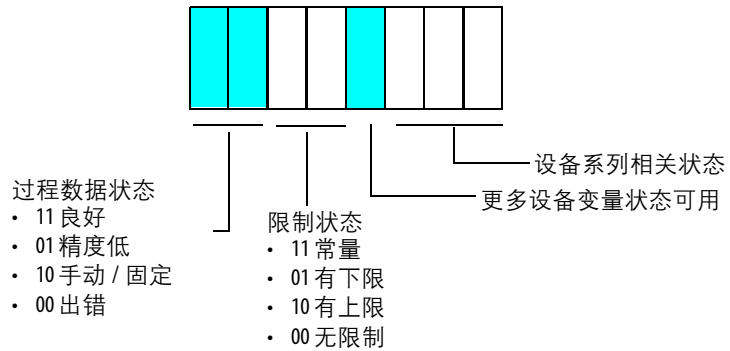 设备系列相关状态
更多设备变量状态可用
过程数据状态
• 11 良好
• 01 精度低
• 10 手动 / 固定
• 00 出错
限制状态
• 11 常量
• 01 有下限
• 10 有上限
• 00 无限制